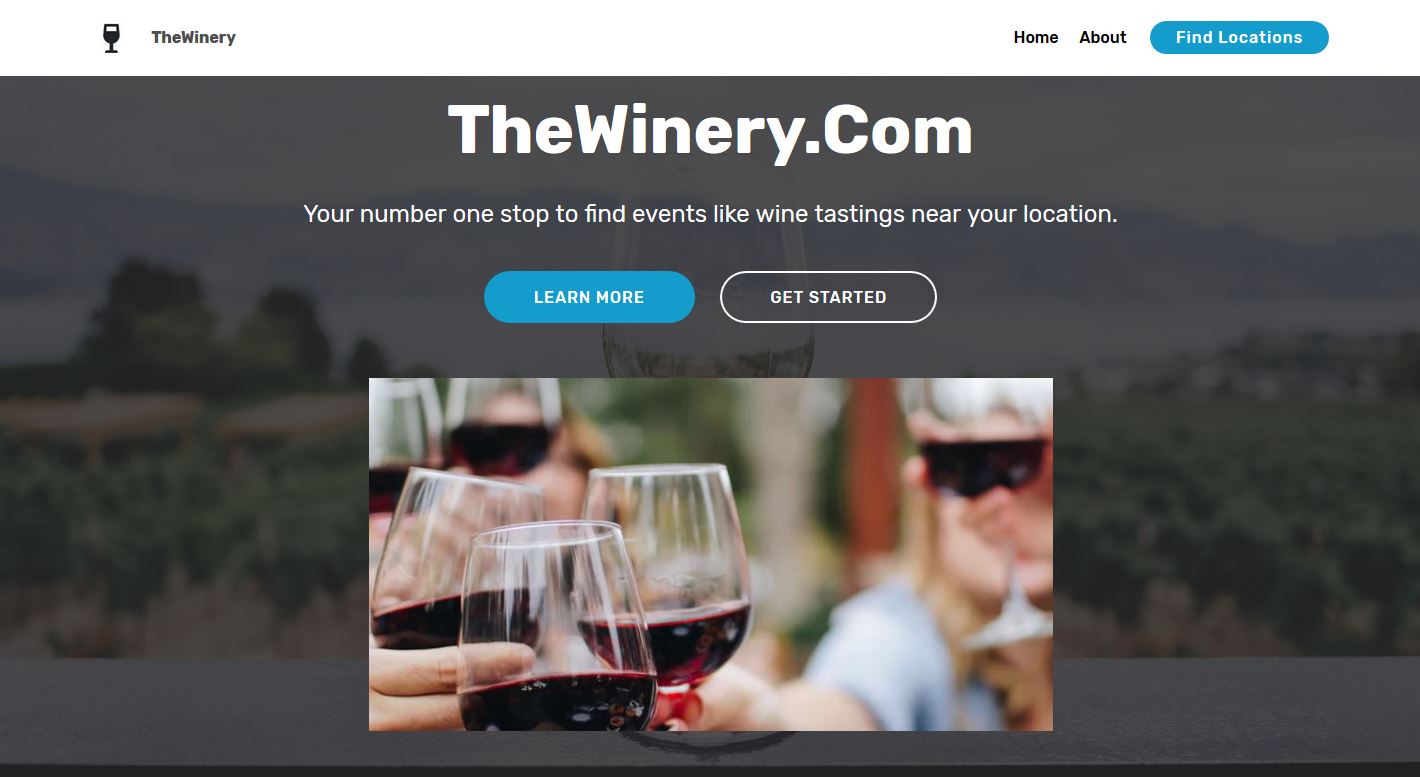 TheWinery
Home About Find Locations
TheWinery.Com
Your number one stop to find events like wine tastings near your location.
LEARN MORE GET STARTED